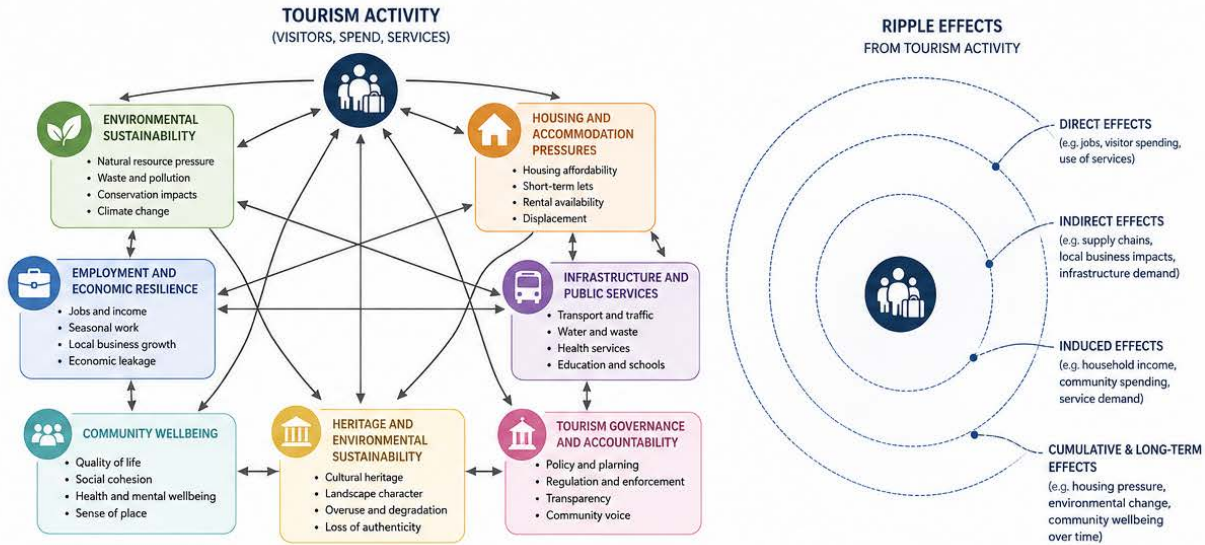 TOURISM ACTIVITY
(VISITORS, SPEND, SERVICES)
ENVIRONMENTAL
SUSTAINABILITY
• Natural resource pressure
• Waste and pollution
• Conservation impacts
• Climate change
HOUSING AND
ACCOMMODATION
PRESSURES
• Housing affordability
• Short-term lets
• Rental availability
• Displacement
EMPLOYMENT AND
ECONOMIC RESILIENCE
• Jobs and income
• Seasonal work
• Local business growth
• Economic leakage
INFRASTRUCTURE AND
PUBLIC SERVICES
• Transport and traffic
• Water and waste
• Health services
• Education and schools
COMMUNITY WELLBEING
• Quality of life
• Social cohesion
• Health and mental wellbeing
• Sense of place
HERITAGE AND
ENVIRONMENTAL
SUSTAINABILITY
• Cultural heritage
• Landscape character
• Overuse and degradation
• Loss of authenticity
TOURISM GOVERNANCE
AND ACCOUNTABILITY
• Policy and planning
• Regulation and enforcement
• Transparency
• Community voice
RIPPLE EFFECTS
FROM TOURISM ACTIVITY
DIRECT EFFECTS
(e.g. jobs, visitor spending,
use of services)
INDIRECT EFFECTS
(e.g. supply chains,
local business impacts,
infrastructure demand)
INDUCED EFFECTS
(e.g. household income,
community spending,
service demand)
CUMULATIVE & LONG-TERM
EFFECTS
(e.g. housing pressure,
environmental change,
community wellbeing
over time)